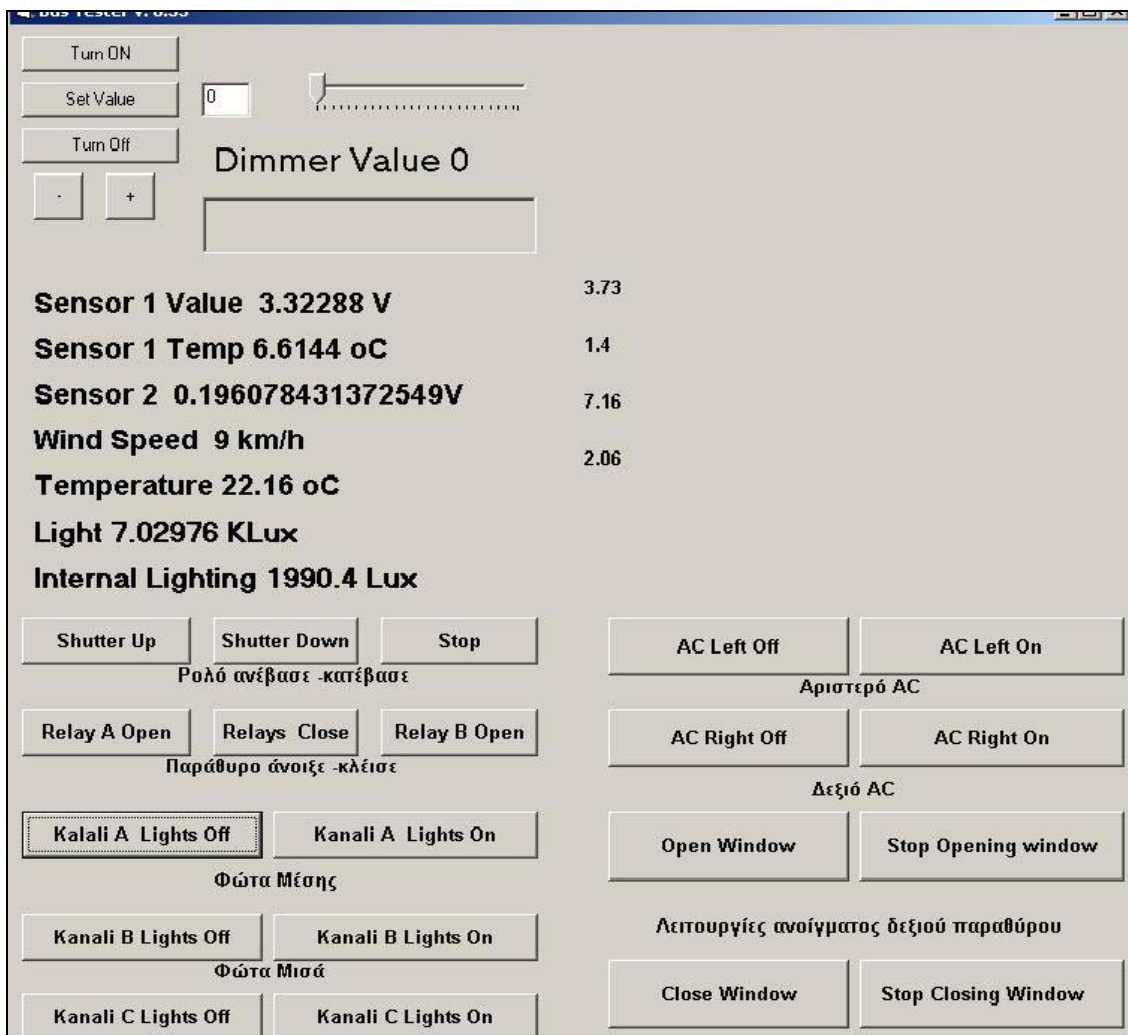 Bus Tester V. 0.55
Turn ON
Set Value
0
Turn Off
- +
Dimmer Value 0
Sensor 1 Value 3.32288 V
Sensor 1 Temp 6.6144 oC
Sensor 2 0.196078431372549V
Wind Speed 9 km/h
Temperature 22.16 oC
Light 7.02976 KLux
Internal Lighting 1990.4 Lux
3.73
1.4
7.16
2.06
Shutter Up Shutter Down Stop
Ρολό ανέβασε -κατέβασε
Relay A Open Relays Close Relay B Open
Παράθυρο άνοιξε -κλέισε
Kalali A Lights Off Kanali A Lights On
Φώτα Μέσης
Kanali B Lights Off Kanali B Lights On
Φώτα Μισά
Kanali C Lights Off Kanali C Lights On
AC Left Off AC Left On
Αριστερό AC
AC Right Off AC Right On
Δεξιό AC
Open Window Stop Opening window
Λειτουργίες ανοίγματος δεξιού παραθύρου
Close Window Stop Closing Window